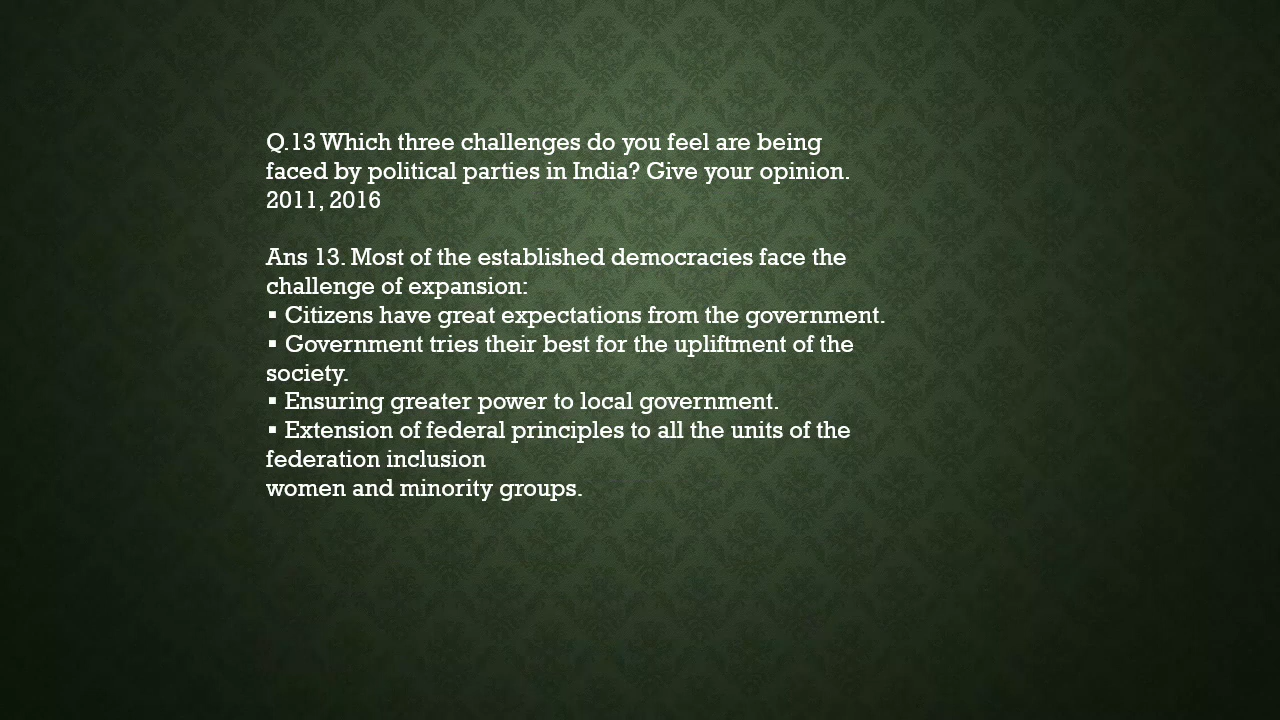 Q.13 Which three challenges do you feel are being
faced by political parties in India? Give your opinion.
2011, 2016
Ans 13. Most of the established democracies face the
challenge of expansion:
▪ Citizens have great expectations from the government.
▪ Government tries their best for the upliftment of the
society.
▪ Ensuring greater power to local government.
▪ Extension of federal principles to all the units of the
federation inclusion
women and minority groups.